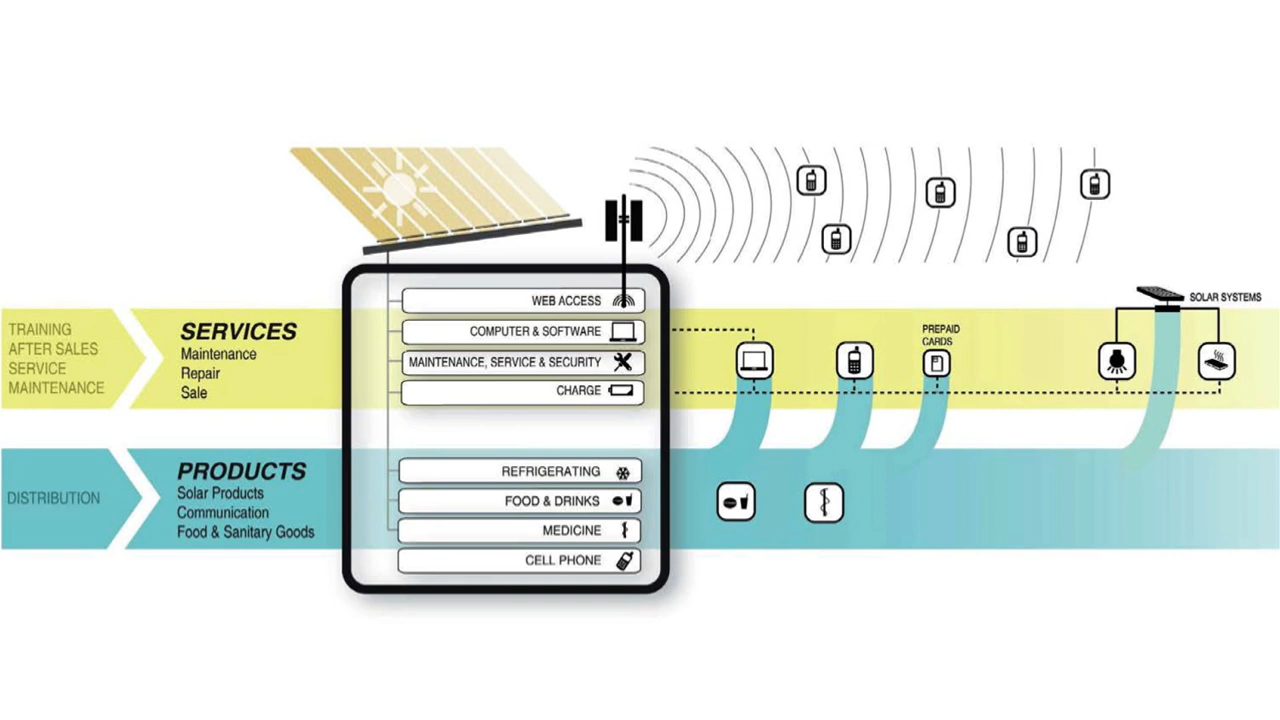 TRAINING
AFTER SALES
SERVICE
MAINTENANCE
SERVICES
Maintenance
Repair
Sale
WEB ACCESS
COMPUTER & SOFTWARE
MAINTENANCE, SERVICE & SECURITY
CHARGE
PREPAID
CARDS
SOLAR SYSTEMS
DISTRIBUTION
PRODUCTS
Solar Products
Communication
Food & Sanitary Goods
REFRIGERATING
FOOD & DRINKS
MEDICINE
CELL PHONE